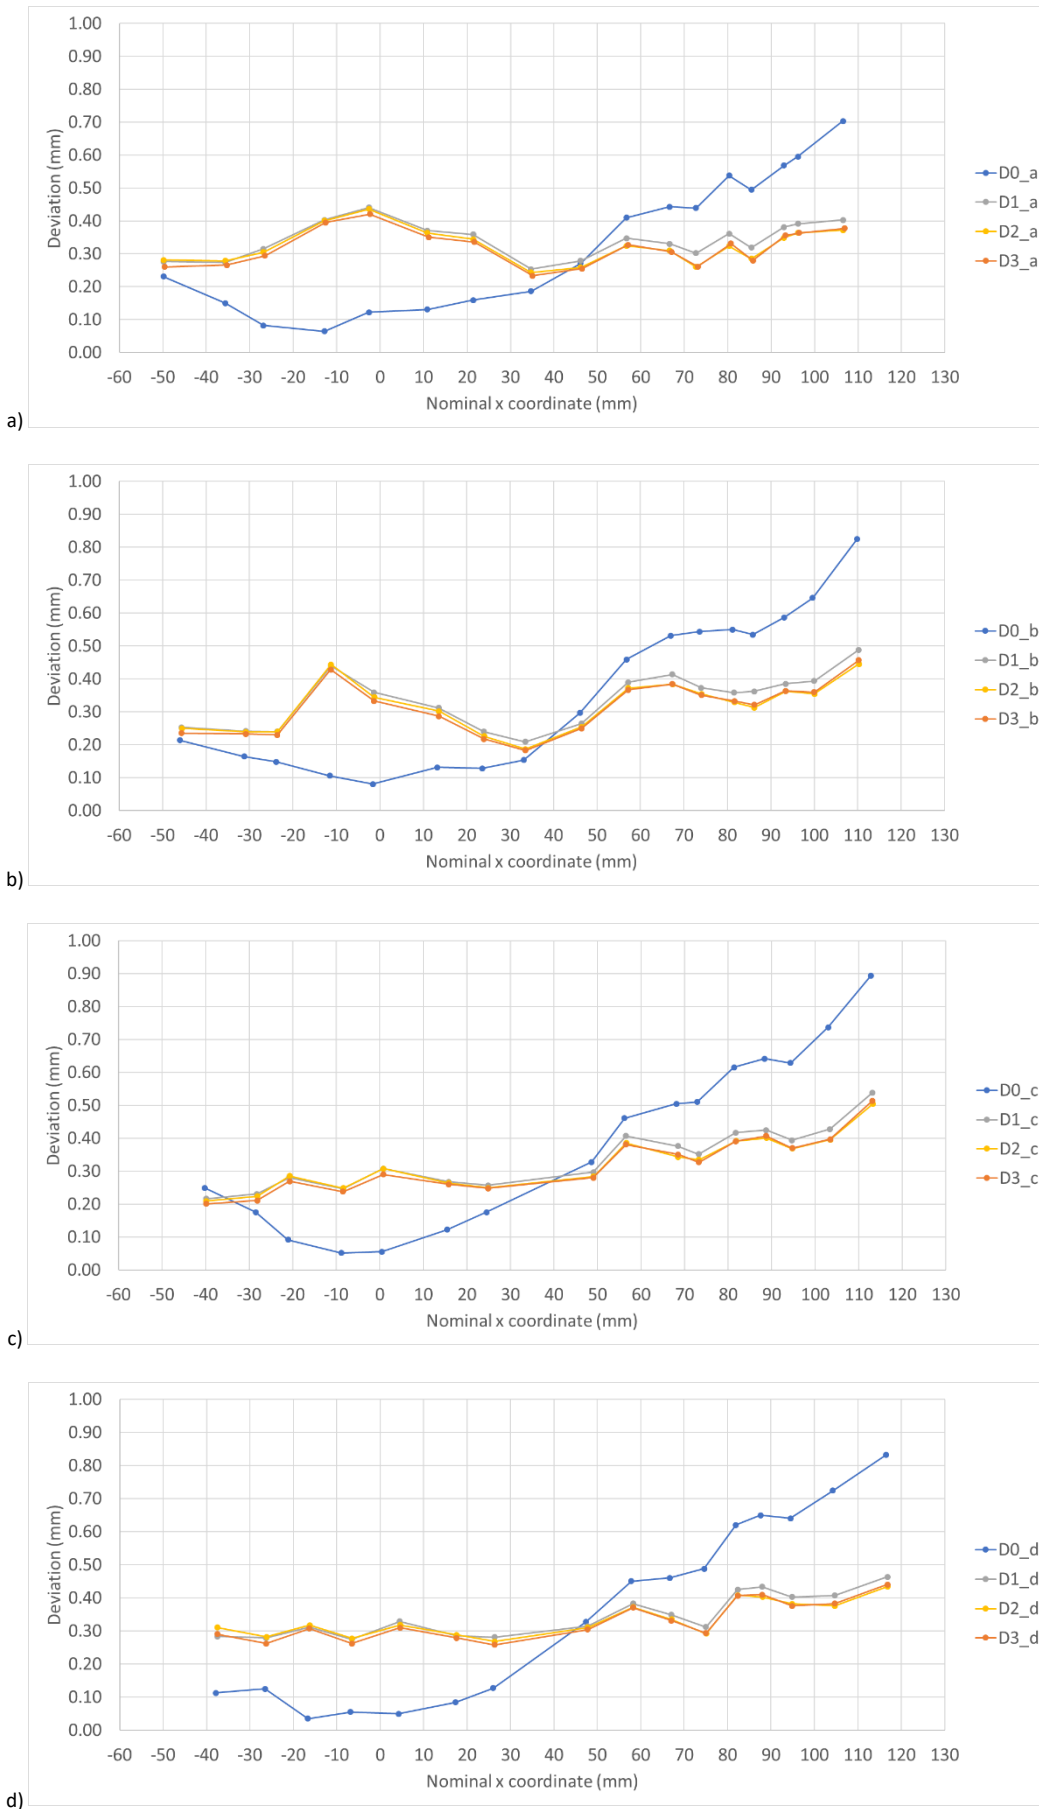 1.00
0.90
0.80
0.70
0.60
0.50
0.40
0.30
0.20
0.10
0.00
Deviation (mm)
-60 -50 -40 -30 -20 -10 0 10 20 30 40 50 60 70 80 90 100 110 120 130
Nominal x coordinate (mm)
D0_a
D1_a
D2_a
D3_a
a)
1.00
0.90
0.80
0.70
0.60
0.50
0.40
0.30
0.20
0.10
0.00
Deviation (mm)
-60 -50 -40 -30 -20 -10 0 10 20 30 40 50 60 70 80 90 100 110 120 130
Nominal x coordinate (mm)
D0_b
D1_b
D2_b
D3_b
b)
1.00
0.90
0.80
0.70
0.60
0.50
0.40
0.30
0.20
0.10
0.00
Deviation (mm)
-60 -50 -40 -30 -20 -10 0 10 20 30 40 50 60 70 80 90 100 110 120 130
Nominal x coordinate (mm)
D0_c
D1_c
D2_c
D3_c
c)
1.00
0.90
0.80
0.70
0.60
0.50
0.40
0.30
0.20
0.10
0.00
Deviation (mm)
-60 -50 -40 -30 -20 -10 0 10 20 30 40 50 60 70 80 90 100 110 120 130
Nominal x coordinate (mm)
D0_d
D1_d
D2_d
D3_d
d)